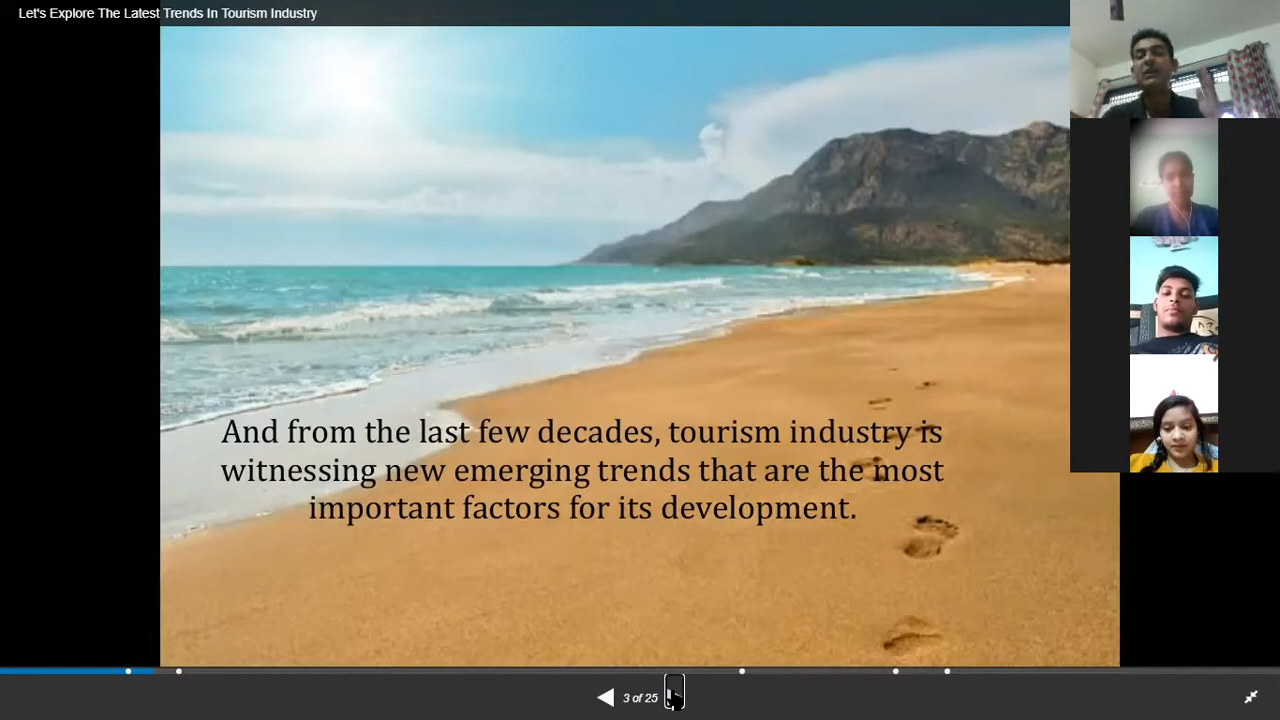 Let's Explore The Latest Trends In Tourism Industry
And from the last few decades, tourism industry is
witnessing new emerging trends that are the most
important factors for its development.
3 of 25